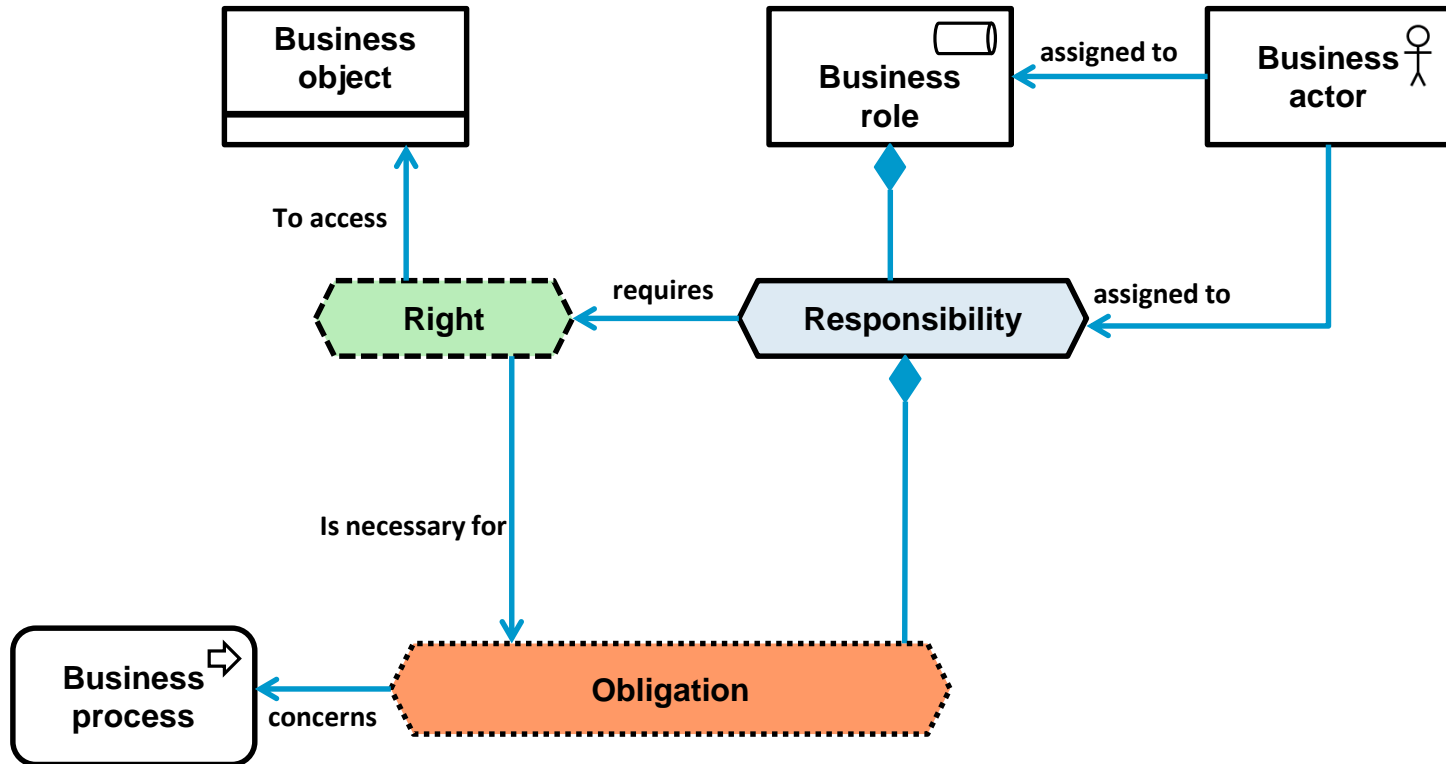 Business
object
Business
role
assigned to
Business
actor
To access
Right
requires
Responsibility
assigned to
Is necessary for
Business
process
concerns
Obligation